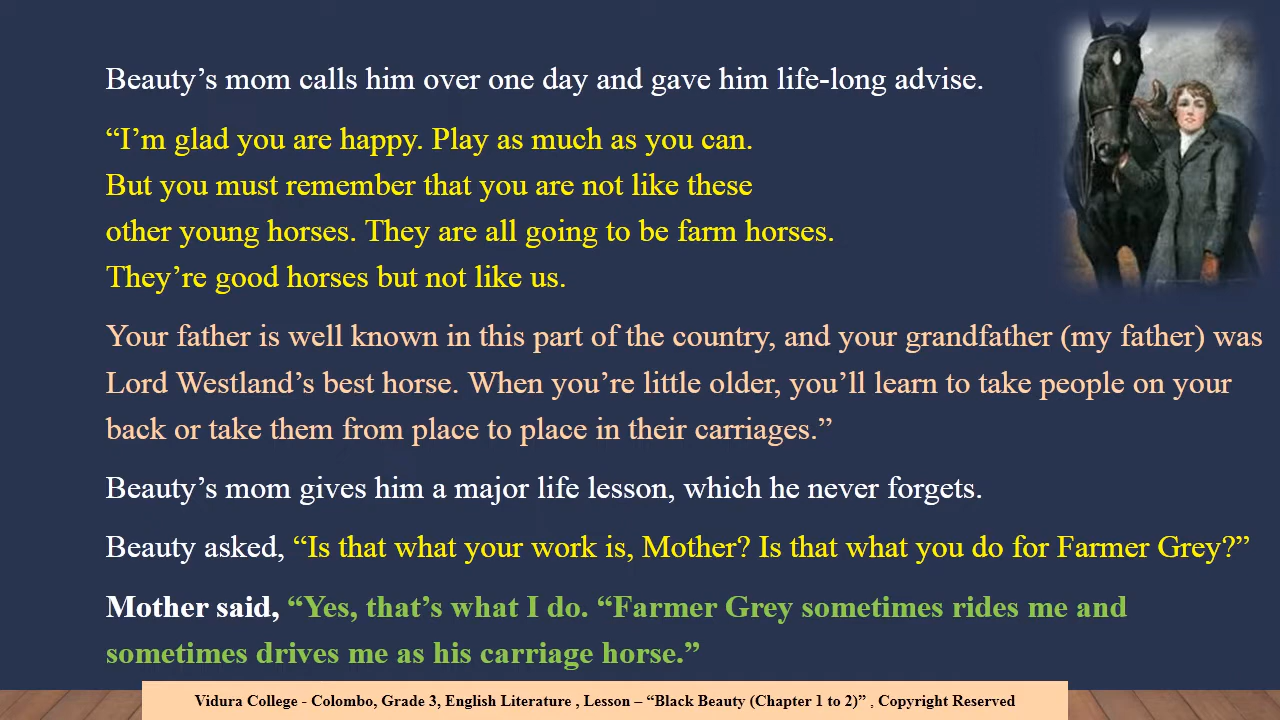 Beauty’s mom calls him over one day and gave him life-long advise.
“I’m glad you are happy. Play as much as you can.
But you must remember that you are not like these
other young horses. They are all going to be farm horses.
They’re good horses but not like us.
Your father is well known in this part of the country, and your grandfather (my father) was
Lord Westland’s best horse. When you’re little older, you’ll learn to take people on your
back or take them from place to place in their carriages.”
Beauty’s mom gives him a major life lesson, which he never forgets.
Beauty asked, “Is that what your work is, Mother? Is that what you do for Farmer Grey?”
Mother said, “Yes, that’s what I do. “Farmer Grey sometimes rides me and
sometimes drives me as his carriage horse.”
Vidura College - Colombo, Grade 3, English Literature , Lesson – “Black Beauty (Chapter 1 to 2)” , Copyright Reserved